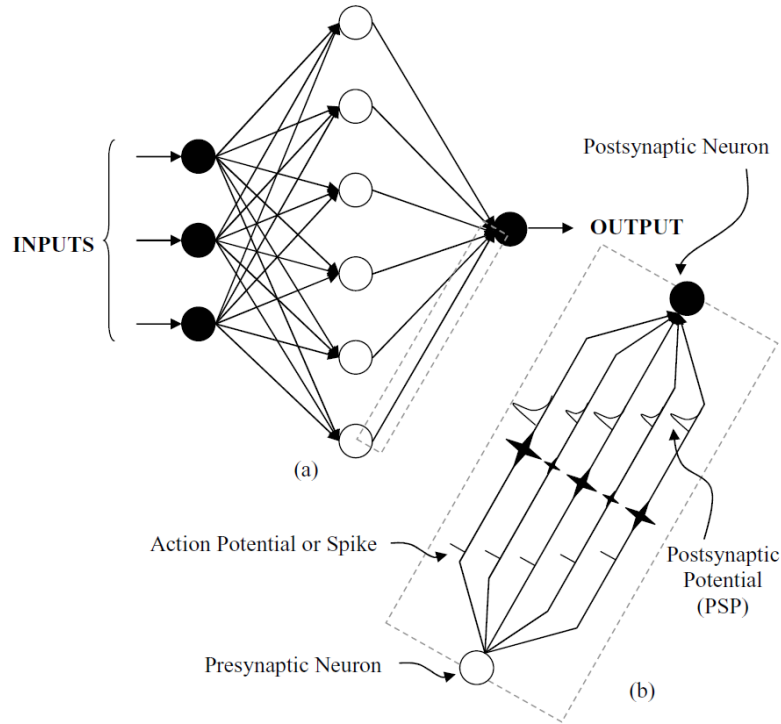 Postsynaptic Neuron
INPUTS
OUTPUT
(a)
Action Potential or Spike
Postsynaptic
Potential
(PSP)
Presynaptic Neuron
(b)